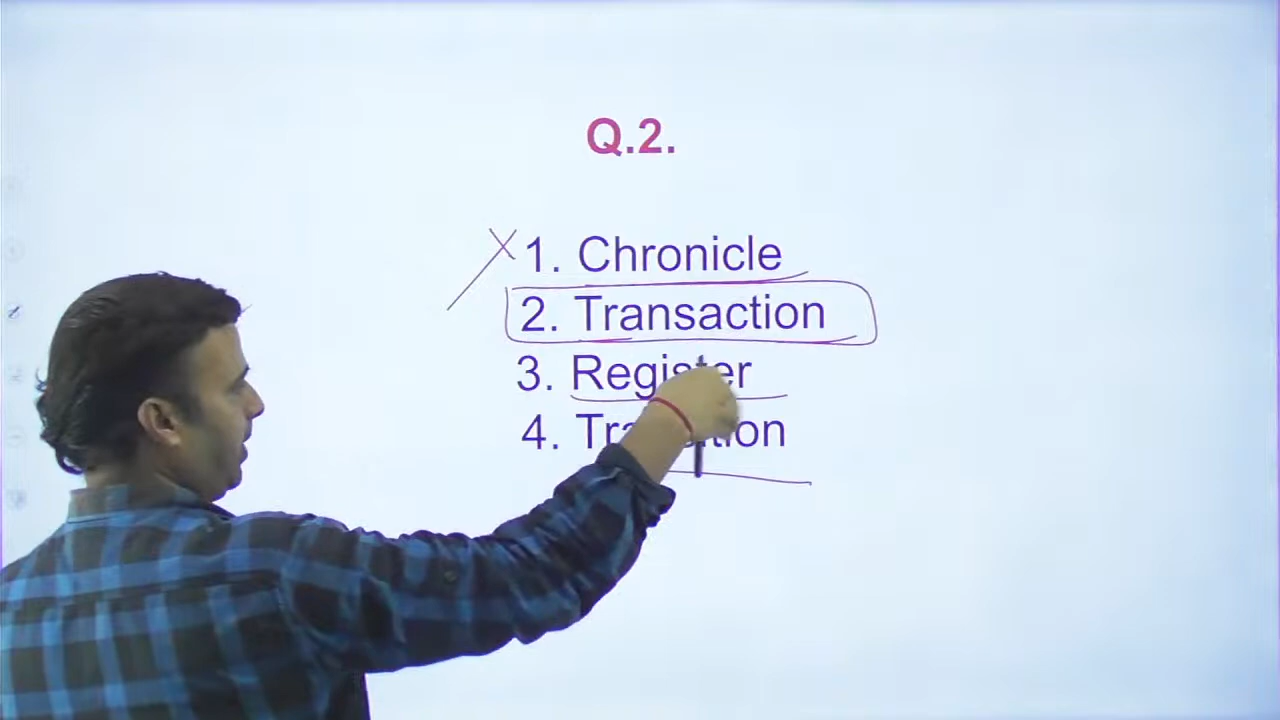 Q.2.
1. Chronicle
2. Transaction
3. Register
4.